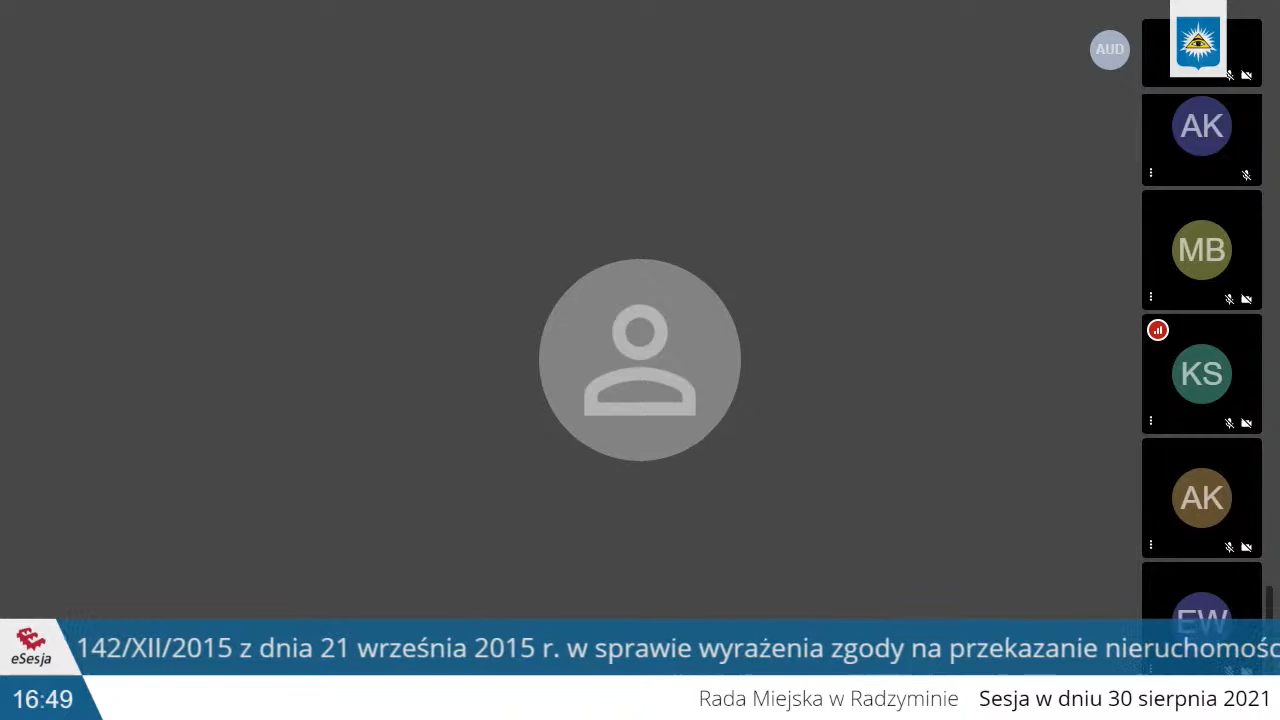 AUD
AK
MB
KS
AK
EW
eSesja
142/XII/2015 z dnia 21 września 2015 r. w sprawie wyrażenia zgody na przekazanie nieruchomośc
16:49
Rada Miejska w Radzyminie Sesja w dniu 30 sierpnia 2021